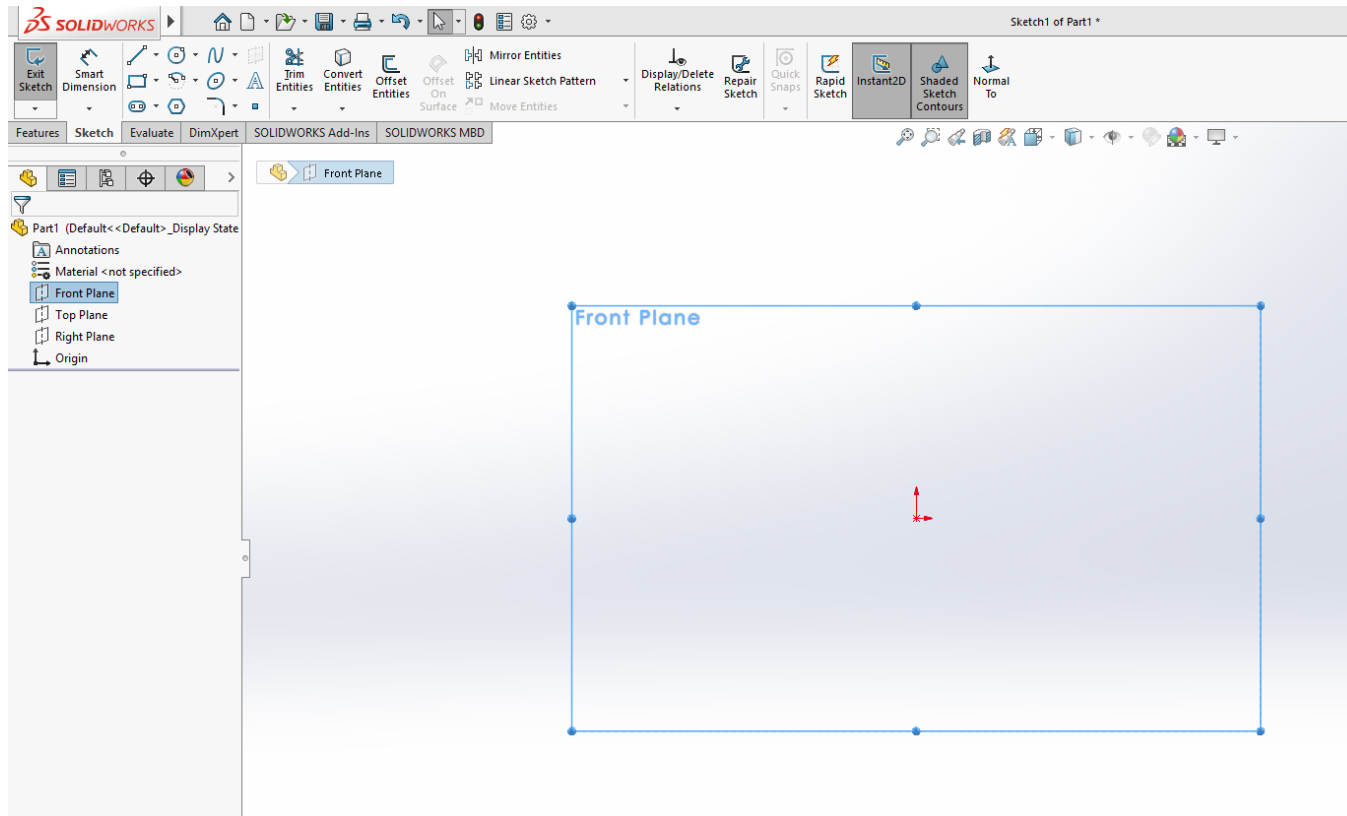 SOLIDWORKS
Sketch1 of Part1 *
Exit Sketch
Smart Dimension
Trim Entities
Convert Entities
Offset Entities
Offset On Surface
Mirror Entities
Linear Sketch Pattern
Move Entities
Display/Delete Relations
Repair Sketch
Quick Snaps
Rapid Sketch
Instant2D
Shaded Sketch Contours
Normal To
Features
Sketch
Evaluate
DimXpert
SOLIDWORKS Add-Ins
SOLIDWORKS MBD
Front Plane
Part1 (Default<<Default>_Display State
Annotations
Material <not specified>
Front Plane
Top Plane
Right Plane
Origin
Front Plane